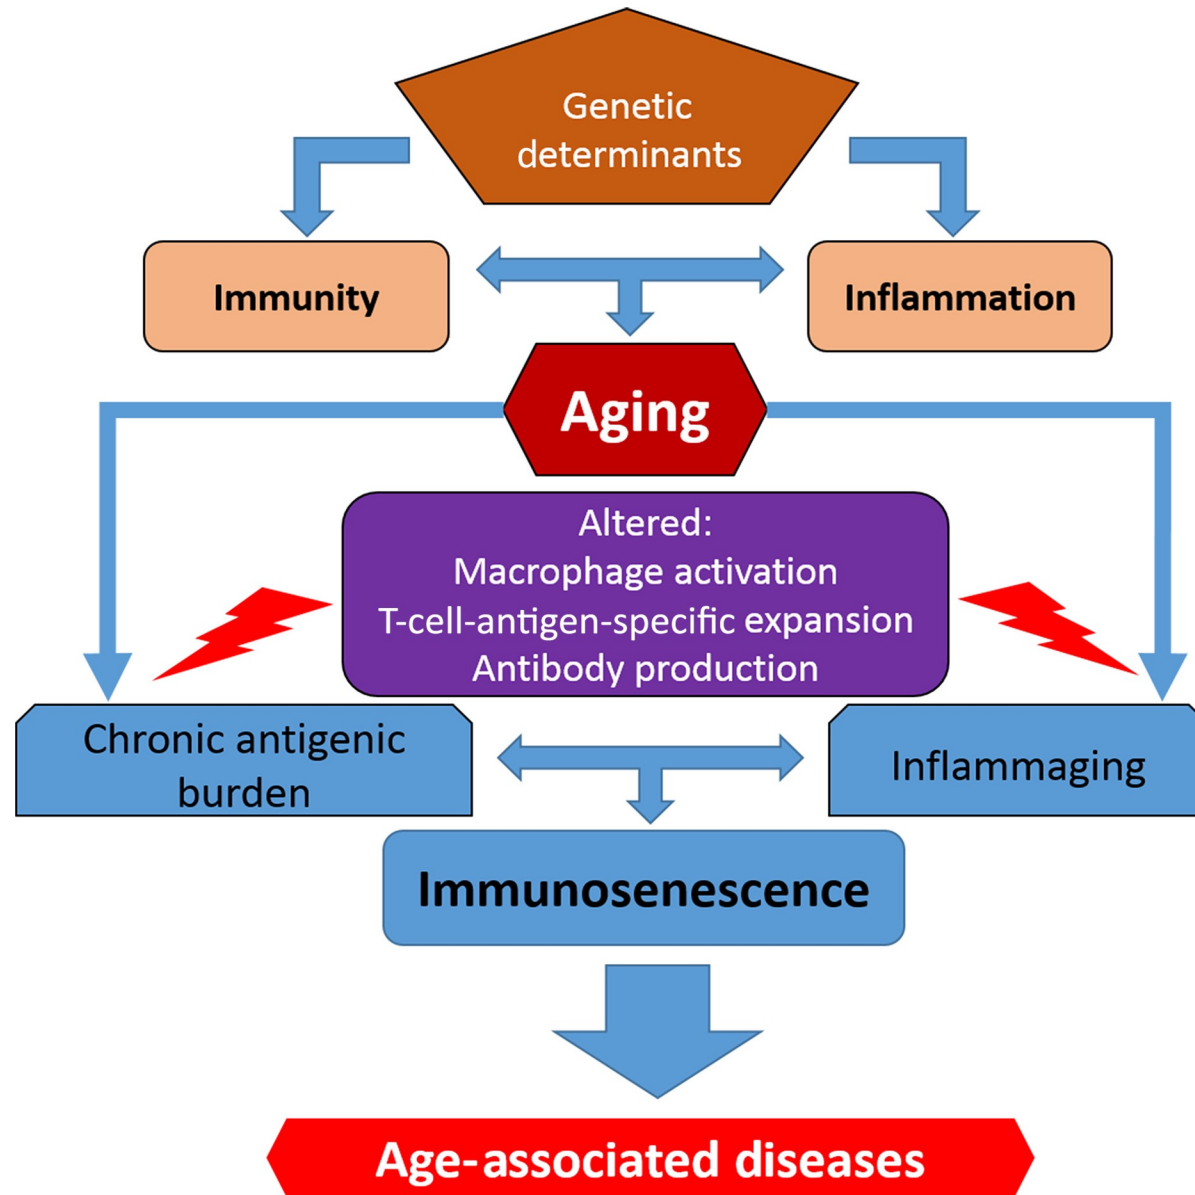 Genetic
determinants
Immunity
Inflammation
Aging
Altered:
Macrophage activation
T-cell-antigen-specific expansion
Antibody production
Chronic antigenic
burden
Inflammaging
Immunosenescence
Age-associated diseases